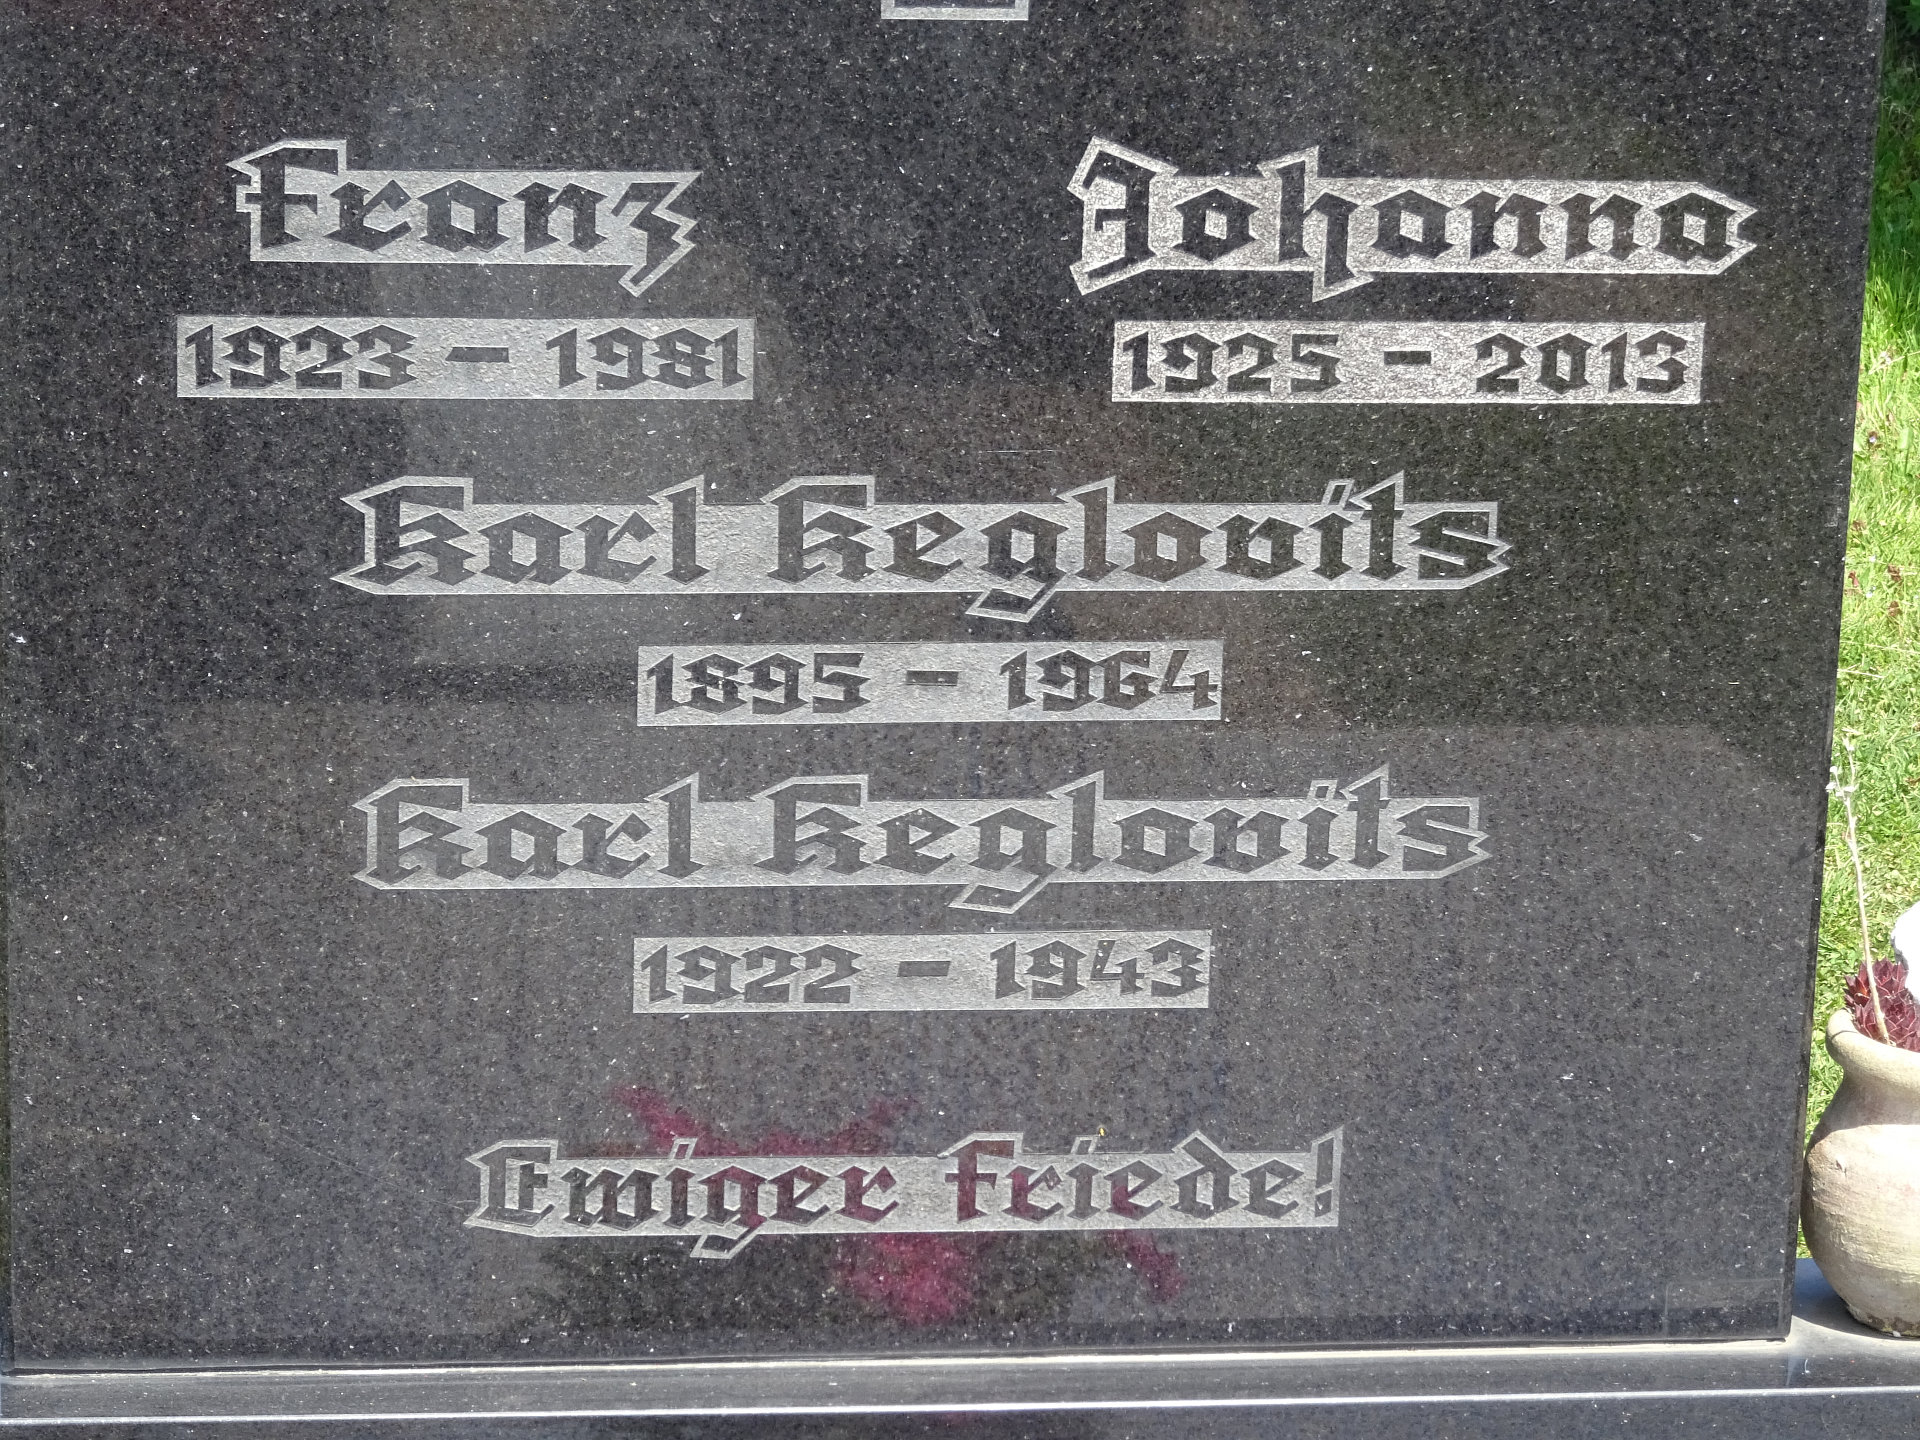 Franz Johanna
1923 - 1981 1925 - 2013
Karl Keglovits
1895 - 1964
Karl Keglovits
1922 - 1943
Ewiger Friede!